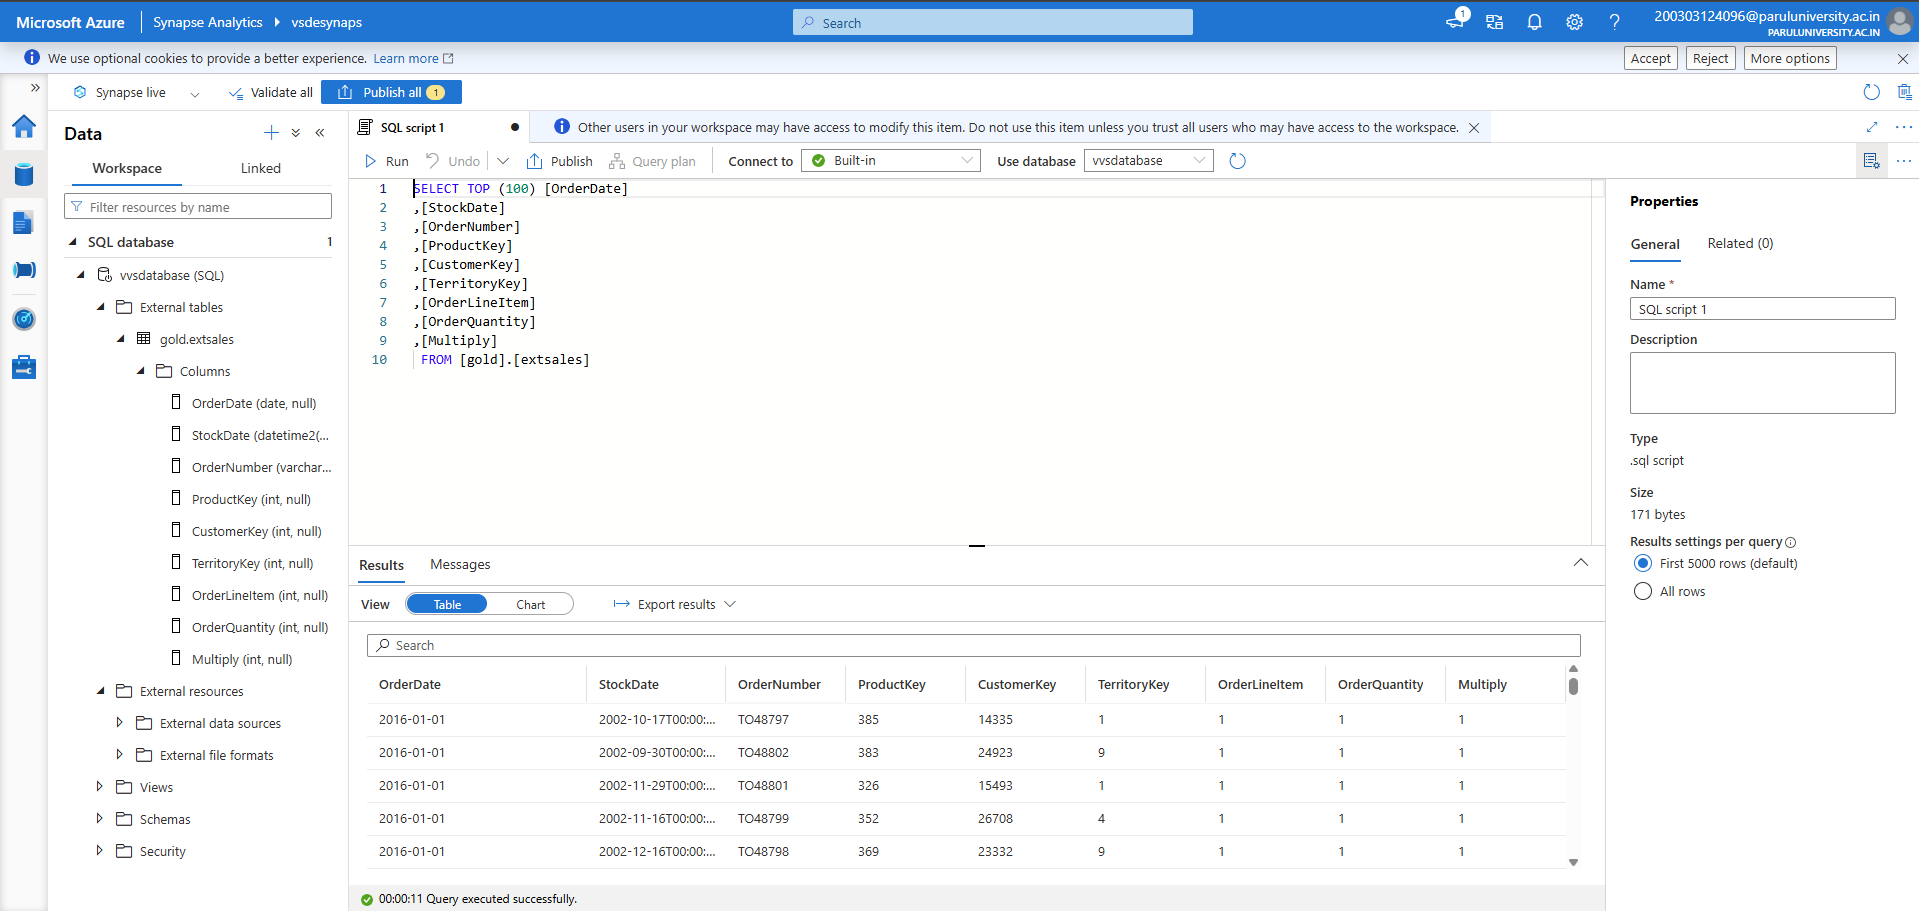 Microsoft Azure Synapse Analytics vsdesynaps Search 1 200303124096@paruluniversity.ac.in
PARULUNIVERSITY.AC.IN
We use optional cookies to provide a better experience. Learn more Accept Reject More options
Synapse live Validate all Publish all 1
Data
Workspace Linked
Filter resources by name
SQL database 1
vvsdatabase (SQL)
External tables
gold.extsales
Columns
OrderDate (date, null)
StockDate (datetime2(...
OrderNumber (varchar...
ProductKey (int, null)
CustomerKey (int, null)
TerritoryKey (int, null)
OrderLineItem (int, null)
OrderQuantity (int, null)
Multiply (int, null)
External resources
External data sources
External file formats
Views
Schemas
Security
SQL script 1
Other users in your workspace may have access to modify this item. Do not use this item unless you trust all users who may have access to the workspace.
Run Undo Publish Query plan Connect to Built-in Use database vvsdatabase
1 SELECT TOP (100) [OrderDate]
2 ,[StockDate]
3 ,[OrderNumber]
4 ,[ProductKey]
5 ,[CustomerKey]
6 ,[TerritoryKey]
7 ,[OrderLineItem]
8 ,[OrderQuantity]
9 ,[Multiply]
10 FROM [gold].[extsales]
Results Messages
View Table Chart Export results
Search
OrderDate StockDate OrderNumber ProductKey CustomerKey TerritoryKey OrderLineItem OrderQuantity Multiply
2016-01-01 2002-10-17T00:00:... TO48797 385 14335 1 1 1 1
2016-01-01 2002-09-30T00:00:... TO48802 383 24923 9 1 1 1
2016-01-01 2002-11-29T00:00:... TO48801 326 15493 1 1 1 1
2016-01-01 2002-11-16T00:00:... TO48799 352 26708 4 1 1 1
2016-01-01 2002-12-16T00:00:... TO48798 369 23332 9 1 1 1
00:00:11 Query executed successfully.
Properties
General Related (0)
Name *
SQL script 1
Description
Type
.sql script
Size
171 bytes
Results settings per query
First 5000 rows (default)
All rows